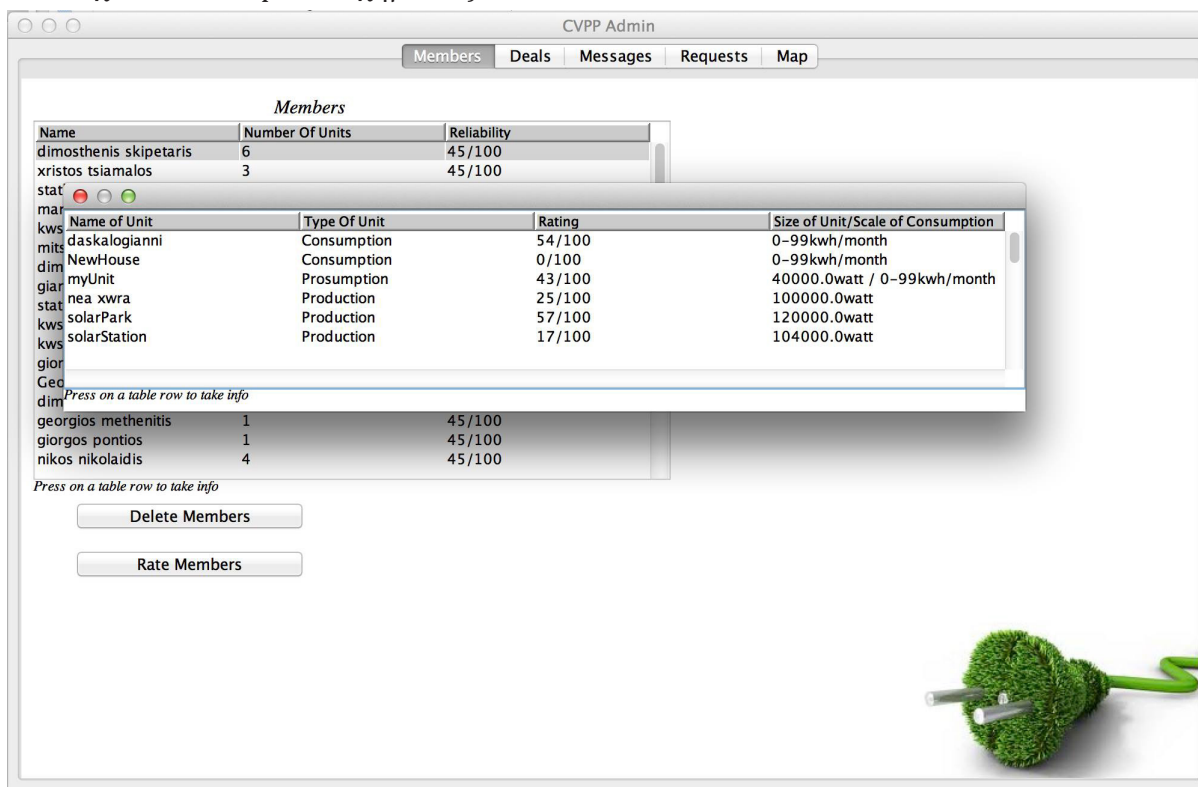 CVPP Admin
Members Deals Messages Requests Map
Members
Name Number Of Units Reliability
dimosthenis skipetaris 6 45/100
xristos tsiamalos 3 45/100
Name of Unit Type Of Unit Rating Size of Unit/Scale of Consumption
daskalogianni Consumption 54/100 0-99kwh/month
NewHouse Consumption 0/100 0-99kwh/month
myUnit Prosumption 43/100 40000.0watt / 0-99kwh/month
nea xwra Production 25/100 100000.0watt
solarPark Production 57/100 120000.0watt
solarStation Production 17/100 104000.0watt
Press on a table row to take info
georgios methenitis 1 45/100
giorgos pontios 1 45/100
nikos nikolaidis 4 45/100
Press on a table row to take info
Delete Members
Rate Members